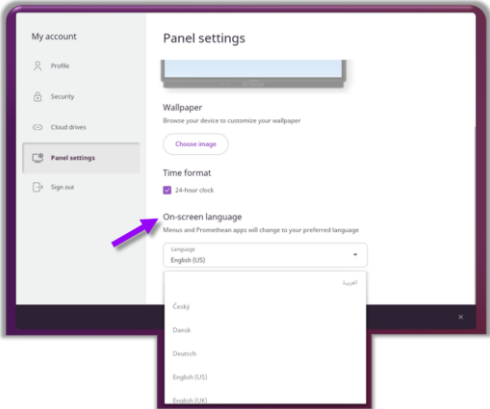 My account
Profile
Security
Cloud drives
Panel settings
Sign out
Panel settings
Wallpaper
Browse your device to customize your wallpaper
Choose image
Time format
24-hour clock
On-screen language
Menus and Promethean apps will change to your preferred language
Language
English (US)
العربية
Český
Dansk
Deutsch
English (US)
English (UK)